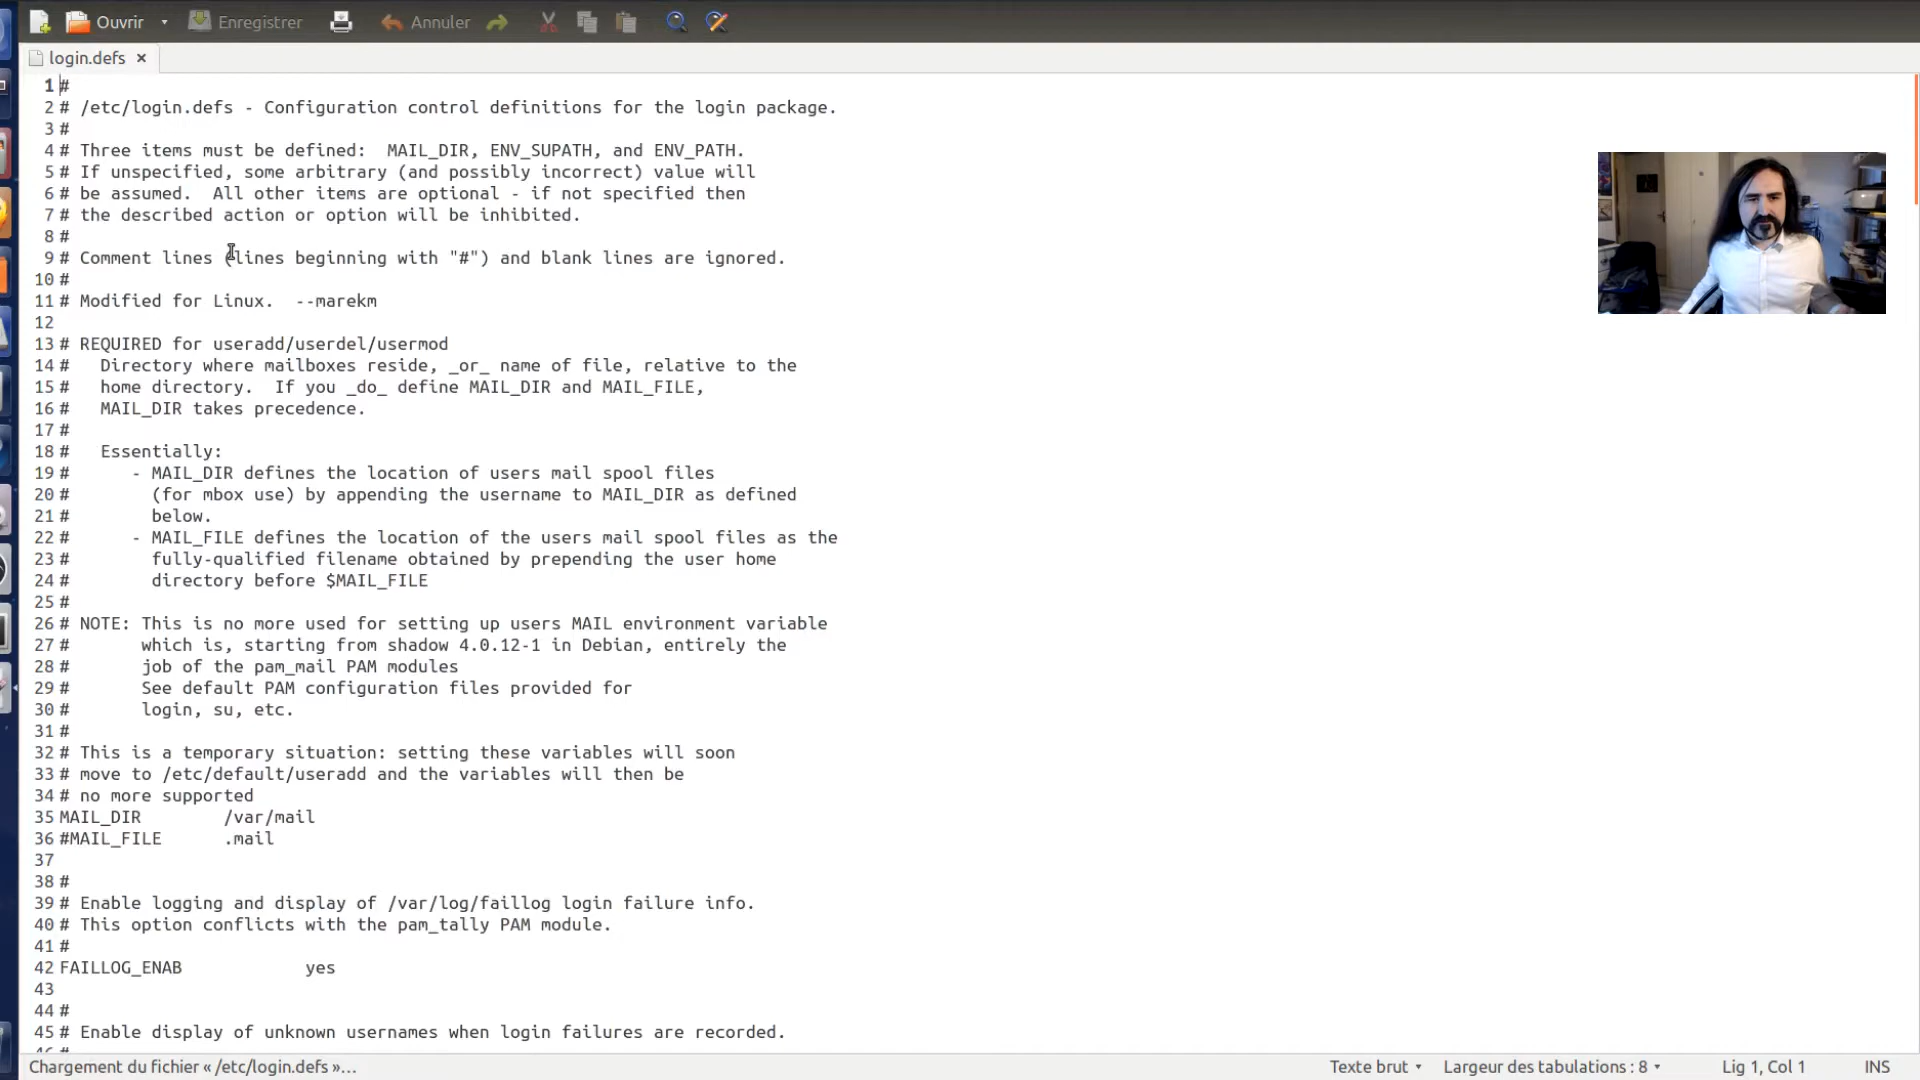 Ouvrir Enregistrer Annuler
login.defs ×
1 #
2 # /etc/login.defs - Configuration control definitions for the login package.
3 #
4 # Three items must be defined:  MAIL_DIR, ENV_SUPATH, and ENV_PATH.
5 # If unspecified, some arbitrary (and possibly incorrect) value will
6 # be assumed.  All other items are optional - if not specified then
7 # the described action or option will be inhibited.
8 #
9 # Comment lines (lines beginning with "#") and blank lines are ignored.
10 #
11 # Modified for Linux.  --marekm
12
13 # REQUIRED for useradd/userdel/usermod
14 #   Directory where mailboxes reside, _or_ name of file, relative to the
15 #   home directory.  If you _do_ define MAIL_DIR and MAIL_FILE,
16 #   MAIL_DIR takes precedence.
17 #
18 #   Essentially:
19 #      - MAIL_DIR defines the location of users mail spool files
20 #        (for mbox use) by appending the username to MAIL_DIR as defined
21 #        below.
22 #      - MAIL_FILE defines the location of the users mail spool files as the
23 #        fully-qualified filename obtained by prepending the user home
24 #        directory before $MAIL_FILE
25 #
26 # NOTE: This is no more used for setting up users MAIL environment variable
27 #       which is, starting from shadow 4.0.12-1 in Debian, entirely the
28 #       job of the pam_mail PAM modules
29 #       See default PAM configuration files provided for
30 #       login, su, etc.
31 #
32 # This is a temporary situation: setting these variables will soon
33 # move to /etc/default/useradd and the variables will then be
34 # no more supported
35 MAIL_DIR        /var/mail
36 #MAIL_FILE      .mail
37
38 #
39 # Enable logging and display of /var/log/faillog login failure info.
40 # This option conflicts with the pam_tally PAM module.
41 #
42 FAILLOG_ENAB            yes
43
44 #
45 # Enable display of unknown usernames when login failures are recorded.
46 #
Chargement du fichier « /etc/login.defs »… Texte brut Largeur des tabulations : 8 Lig 1, Col 1 INS